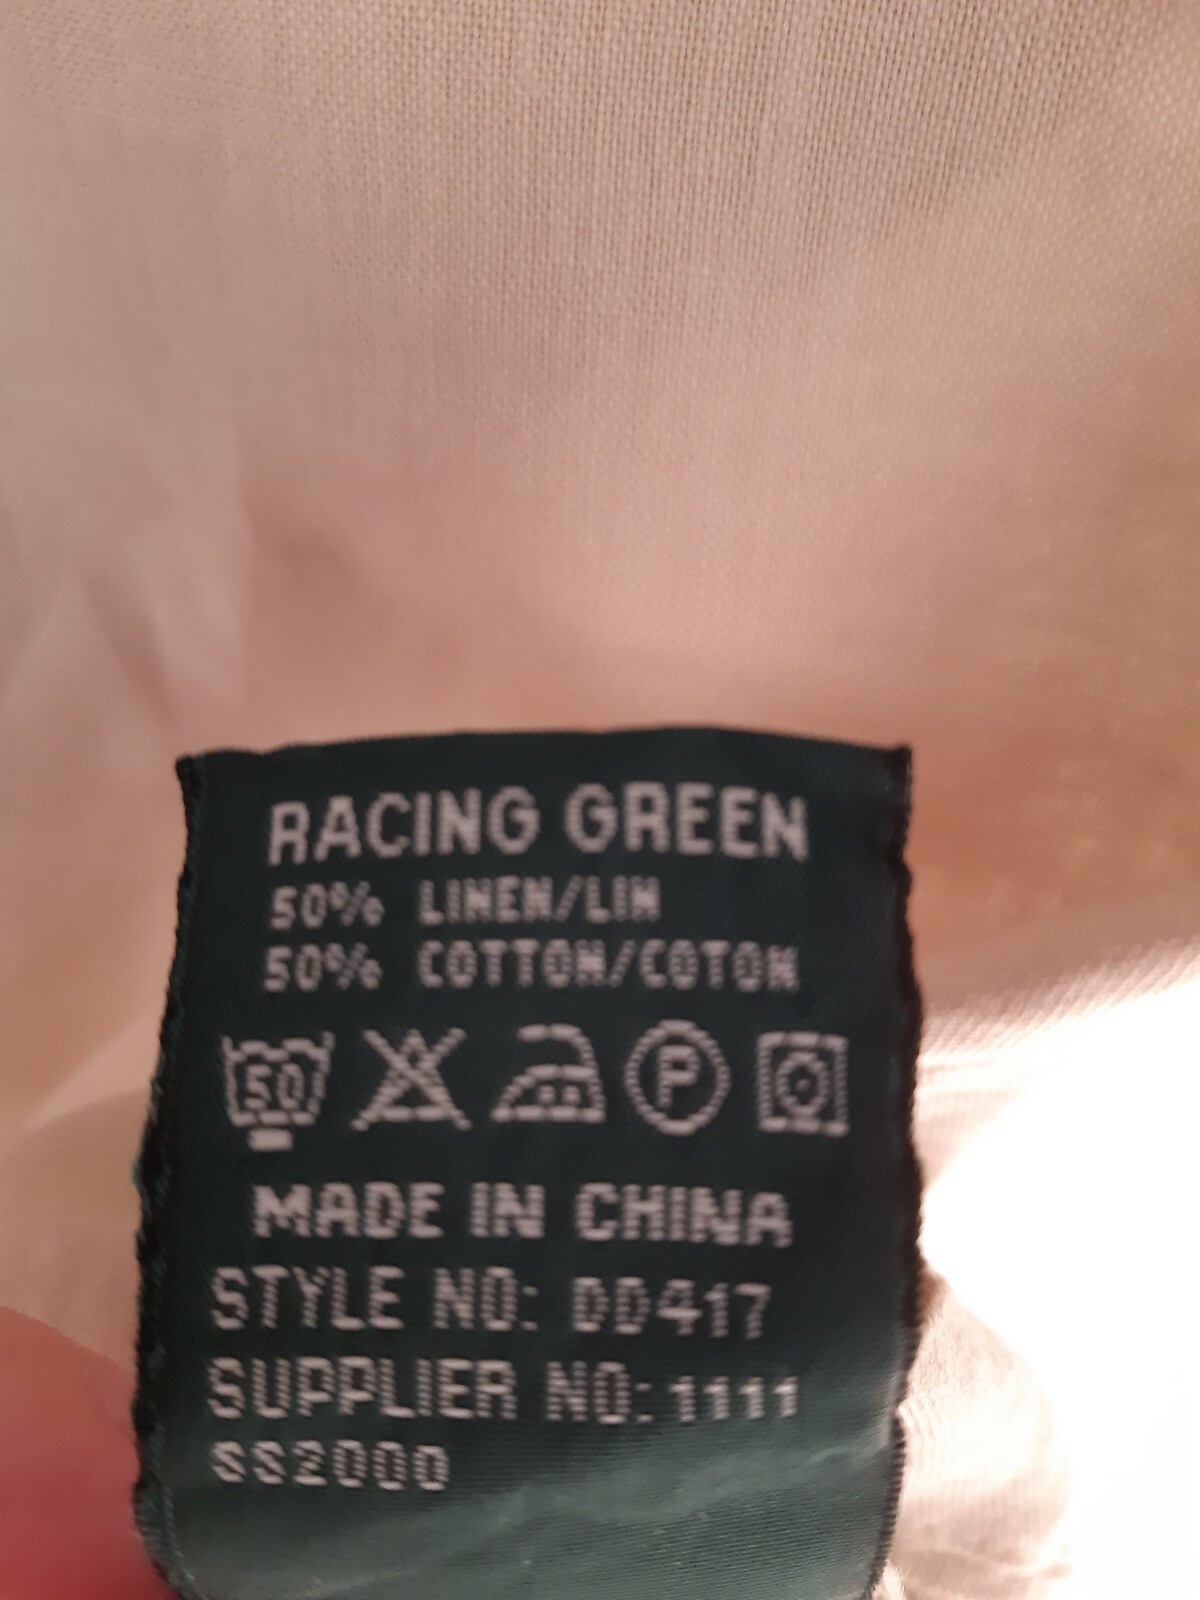 RACING GREEN
50% LINEN/LIN
50% COTTON/COTON
50 P
MADE IN CHINA
STYLE NO: DD417
SUPPLIER NO: 1111
SS2000